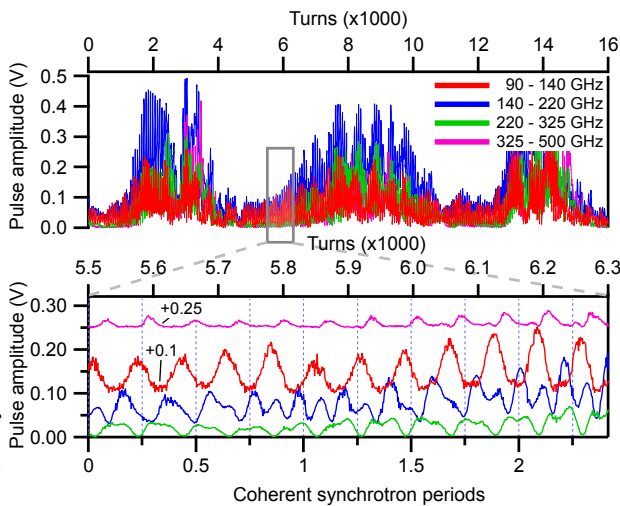 Turns (x1000)
0 2 4 6 8 10 12 14 16
Pulse amplitude (V)
0.5
0.4
0.3
0.2
0.1
0.0
90 - 140 GHz
140 - 220 GHz
220 - 325 GHz
325 - 500 GHz
Turns (x1000)
5.5 5.6 5.7 5.8 5.9 6.0 6.1 6.2 6.3
Pulse amplitude (V)
0.30
0.20
0.10
0.00
+0.25
+0.1
0 0.5 1 1.5 2
Coherent synchrotron periods